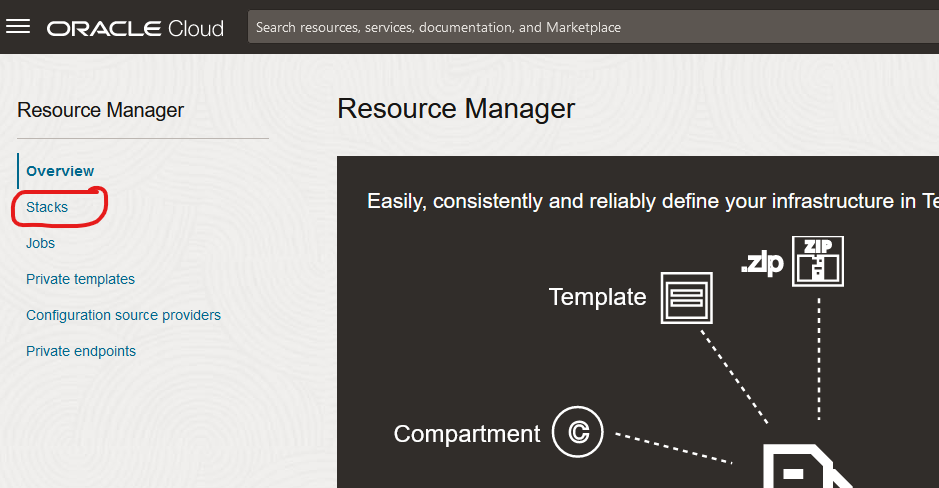 ORACLE Cloud
Search resources, services, documentation, and Marketplace
Resource Manager
Overview
Stacks
Jobs
Private templates
Configuration source providers
Private endpoints
Resource Manager
Easily, consistently and reliably define your infrastructure in
.zip
ZIP
Template
Compartment
C